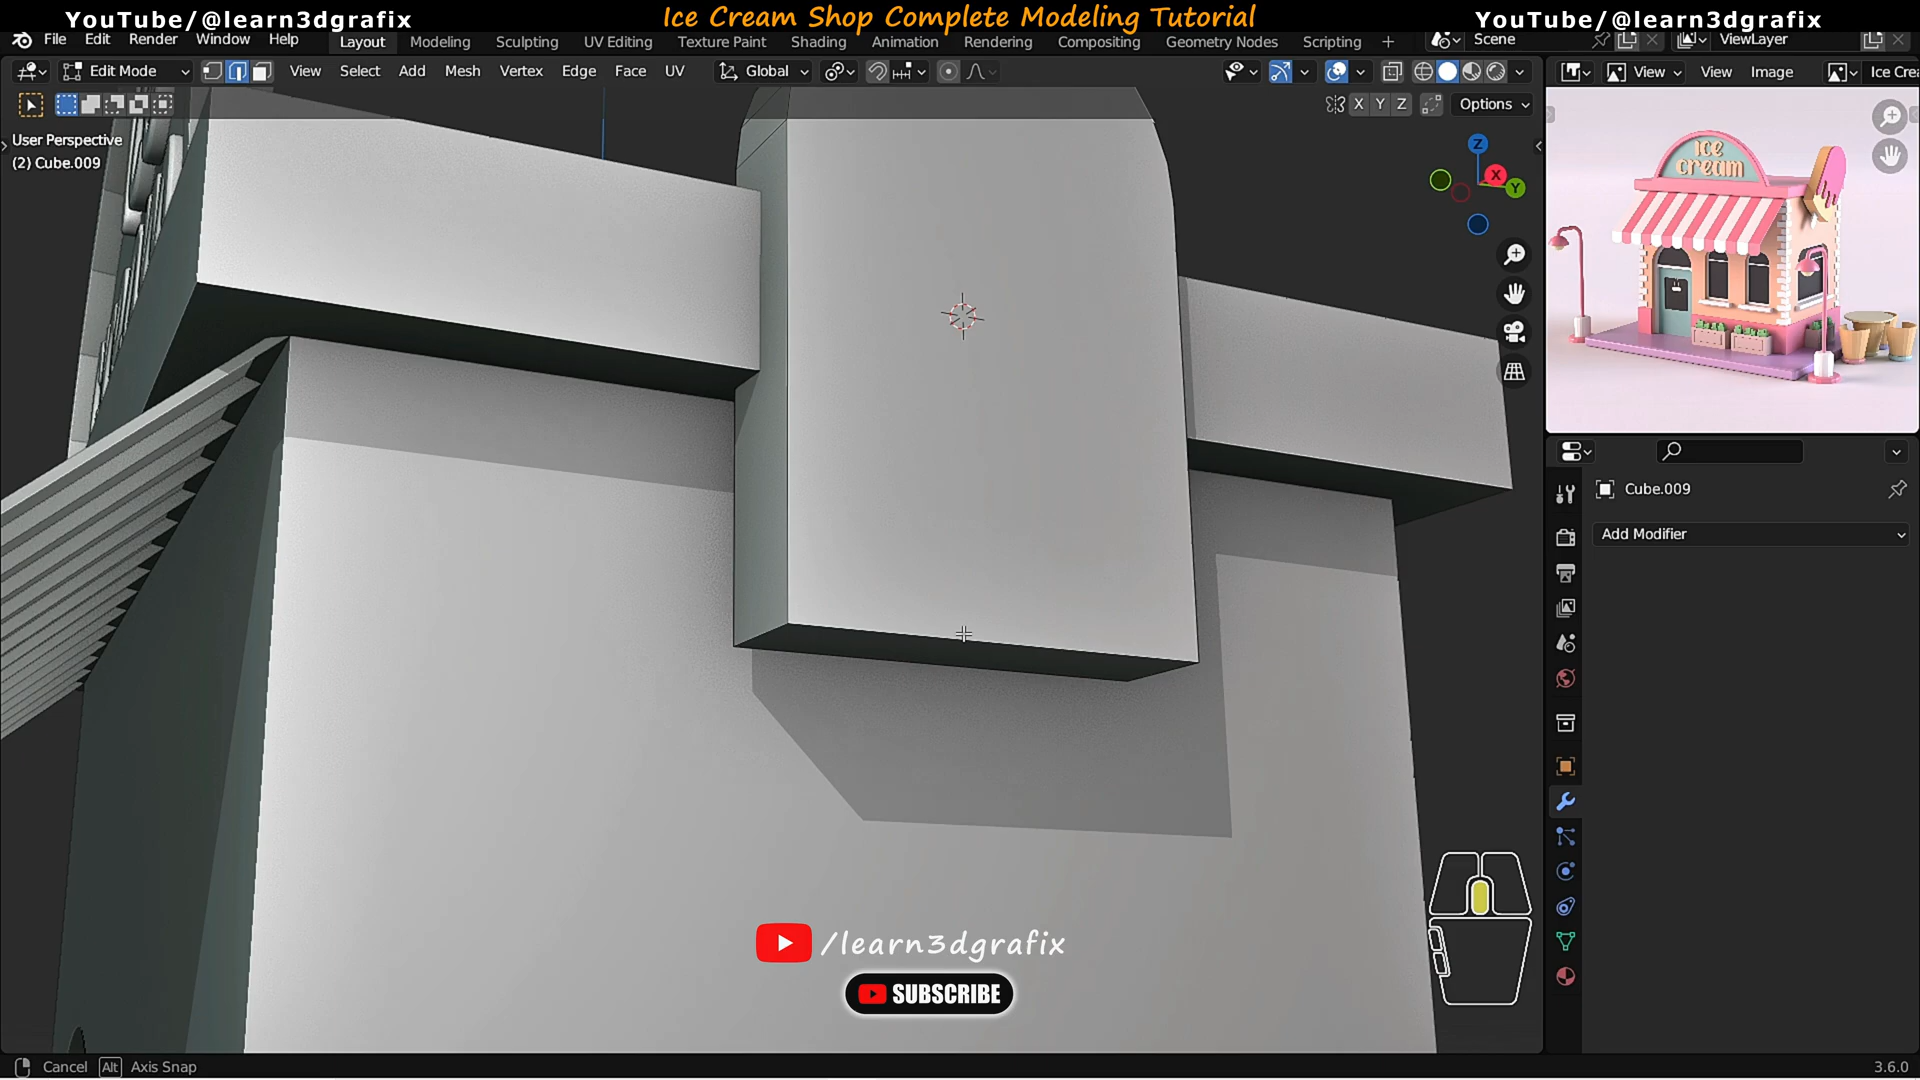 YouTube/@learn3dgrafix
Ice Cream Shop Complete Modeling Tutorial
YouTube/@learn3dgrafix
File Edit Render Window Help
Layout Modeling Sculpting UV Editing Texture Paint Shading Animation Rendering Compositing Geometry Nodes Scripting +
Scene
ViewLayer
Edit Mode
View Select Add Mesh Vertex Edge Face UV
Global
View
View Image
Ice Crea
X Y Z
Options
User Perspective
(2) Cube.009
Z
X
Y
ice
cream
Cube.009
Add Modifier
/learn3dgrafix
SUBSCRIBE
Cancel Alt Axis Snap
3.6.0